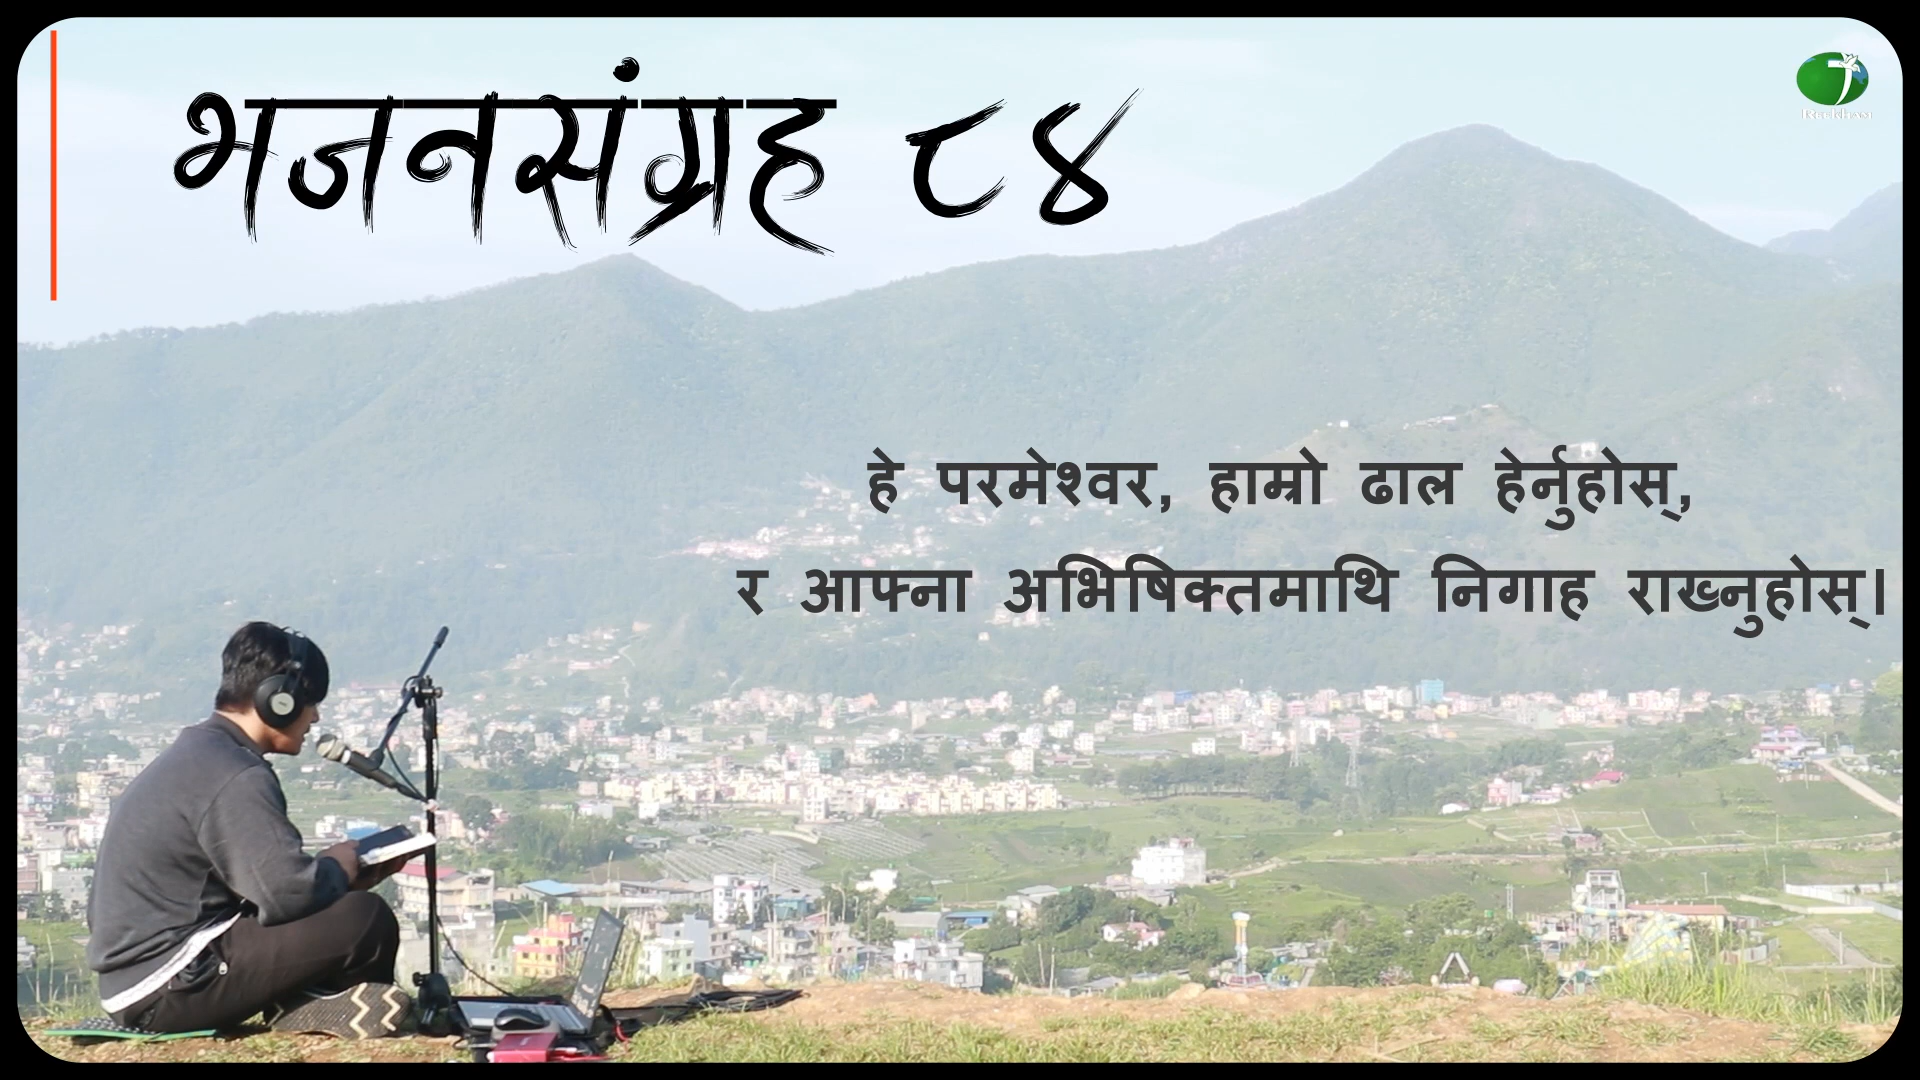 भजनसंग्रह ८४
हे परमेश्वर, हाम्रो ढाल हेर्नुहोस्,
र आफ्ना अभिषिक्तमाथि निगाह राख्नुहोस्।